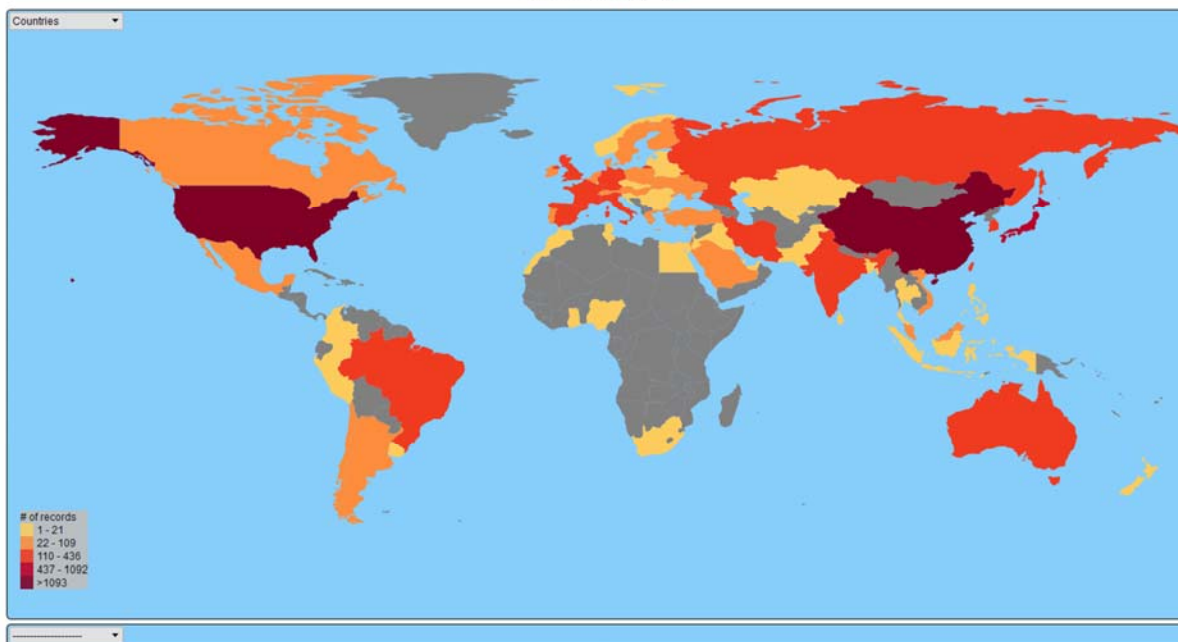 Countries
# of records
1 - 21
22 - 109
110 - 436
437 - 1092
>1093
--------------------